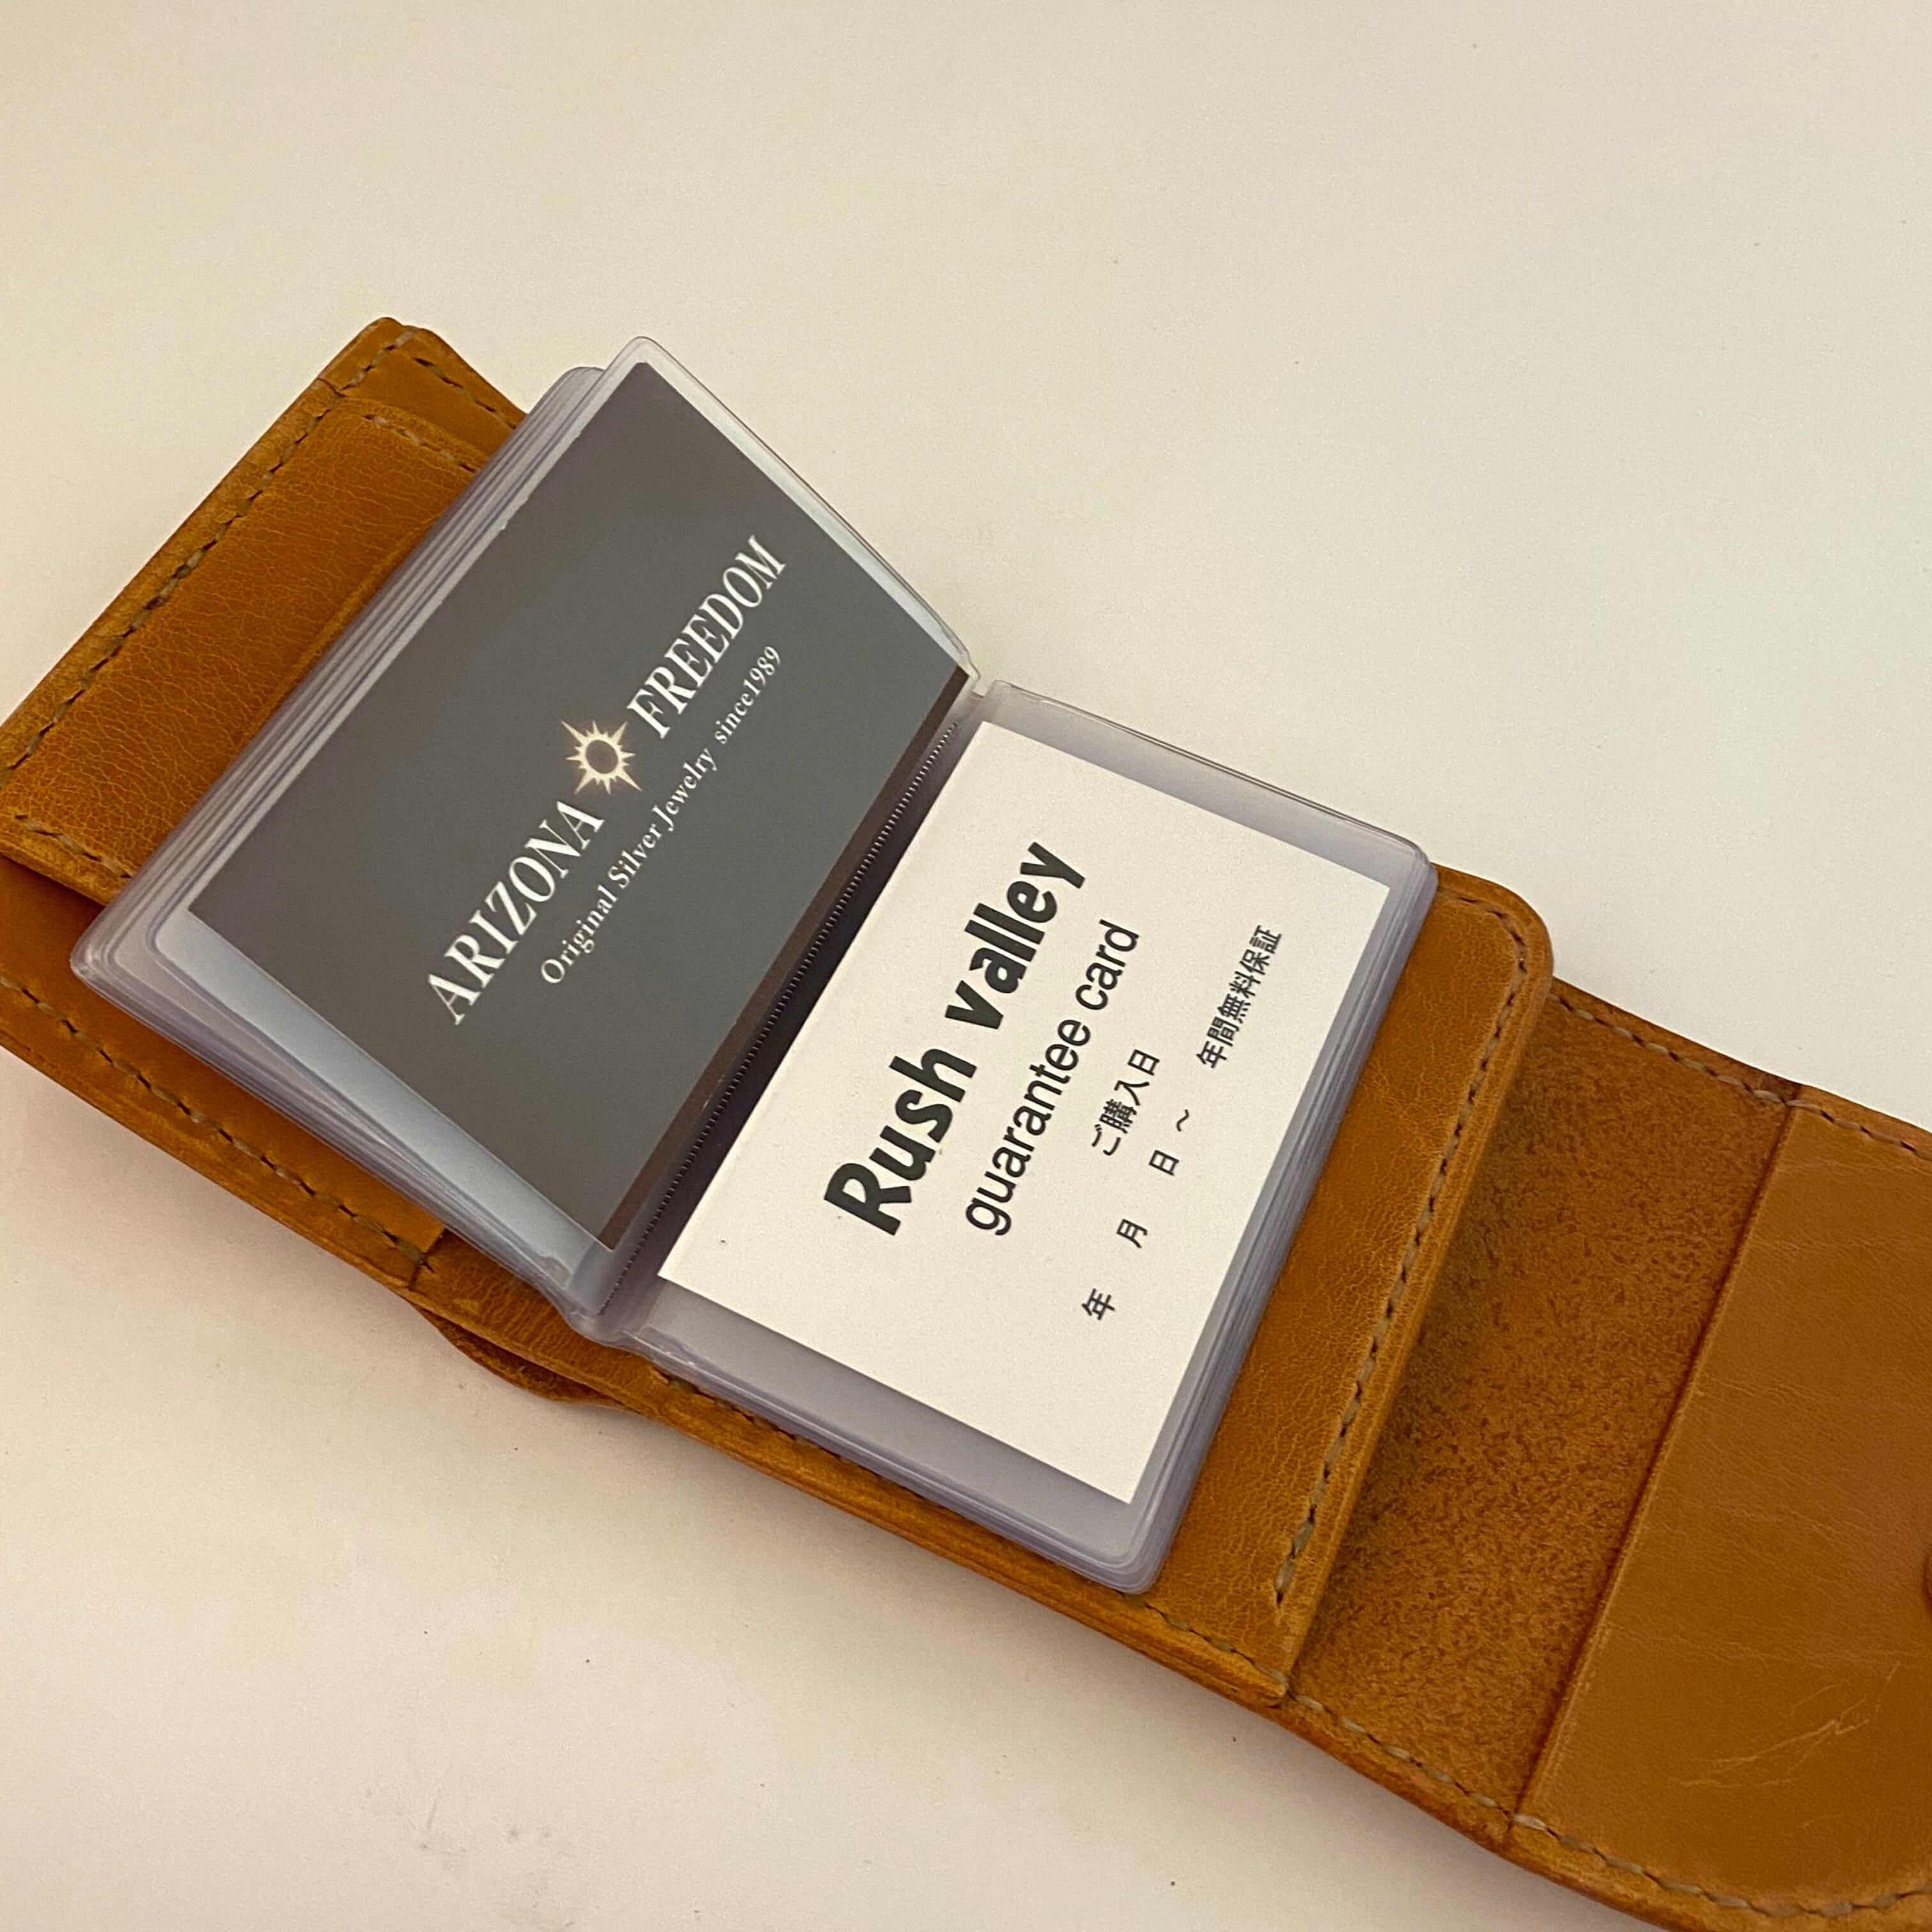 ARIZONA FREEDOM
Original Silver Jewelry since1989
Rush valley
guarantee card
ご購入日
年 月 日 ～ 年間無料保証